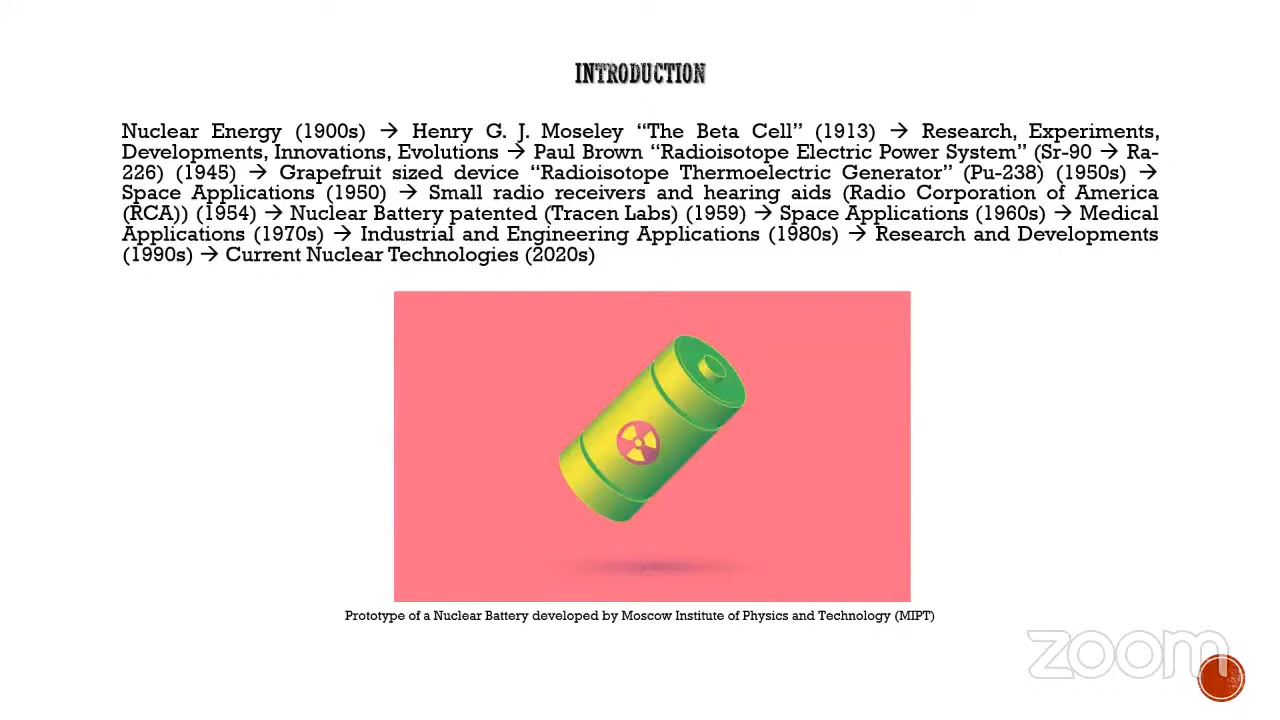 INTRODUCTION
Nuclear Energy (1900s) → Henry G. J. Moseley “The Beta Cell” (1913) → Research, Experiments,
Developments, Innovations, Evolutions → Paul Brown “Radioisotope Electric Power System” (Sr-90 → Ra-
226) (1945) → Grapefruit sized device “Radioisotope Thermoelectric Generator” (Pu-238) (1950s) →
Space Applications (1950) → Small radio receivers and hearing aids (Radio Corporation of America
(RCA)) (1954) → Nuclear Battery patented (Tracen Labs) (1959) → Space Applications (1960s) → Medical
Applications (1970s) → Industrial and Engineering Applications (1980s) → Research and Developments
(1990s) → Current Nuclear Technologies (2020s)
Prototype of a Nuclear Battery developed by Moscow Institute of Physics and Technology (MIPT)
zoom